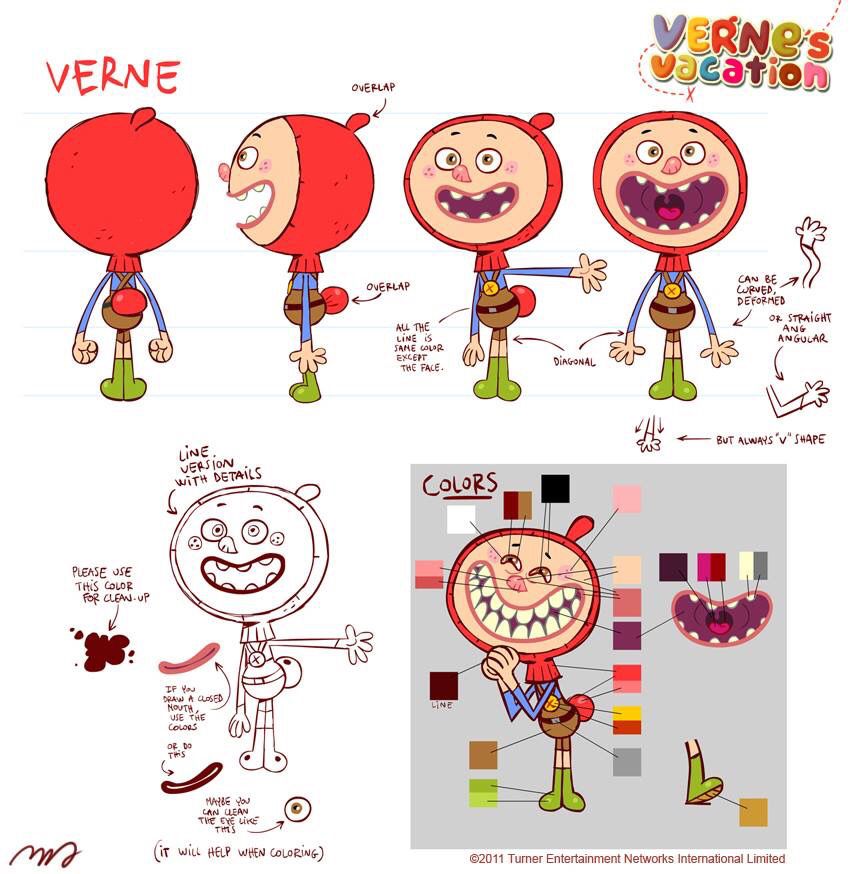 VERNE'S
vacation
VERNE
OVERLAP
OVERLAP
ALL THE
LINE IS
SAME COLOR
EXCEPT
THE FACE.
DIAGONAL
CAN BE
CURVED,
DEFORMED
OR STRAIGHT
ANG
ANGULAR
BUT ALWAYS "V" SHAPE
LINE.
VERSION
WITH DETAILS
PLEASE USE
THIS COLOR
FOR CLEAN-UP
IF YOU
DRAW A CLOSED
MOUTH,
USE THE
COLORS
OR DO
THIS
MAYBE YOU
CAN CLEAN
THE EYE LIKE
THIS
(IT WILL HELP WHEN COLORING)
COLORS
LINE
©2011 Turner Entertainment Networks International Limited